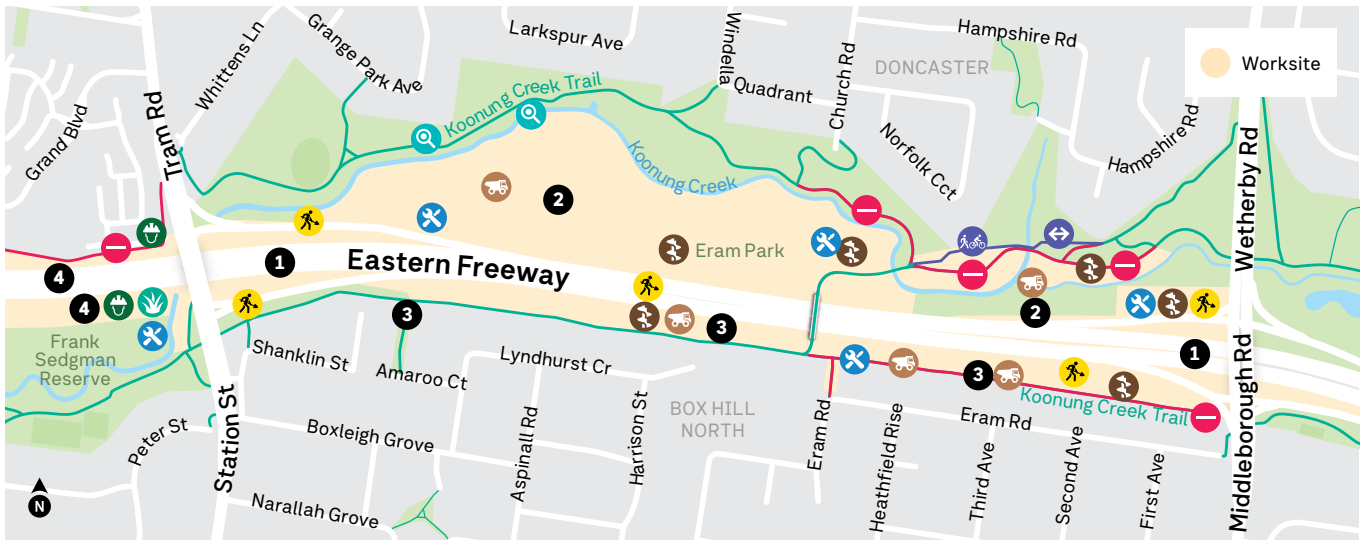 Larkspur Ave
Hampshire Rd
Windella
Quadrant
Church Rd
DONCASTER
Worksite
Whittens Ln
Grange Park Ave
Koonung Creek Trail
Grand Blvd
Tram Rd
Norfolk Cct
Hampshire Rd
Wetherby Rd
Koonung Creek
2
Eram Park
1
Eastern Freeway
4
4
3
3
2
1
Frank
Sedgman
Reserve
Shanklin St
Amaroo Ct
Lyndhurst Cr
3
Koonung Creek Trail
Middleborough Rd
BOX HILL
NORTH
Eram Rd
Eram Rd
Peter St
Station St
Boxleigh Grove
Aspinall Rd
Harrison St
Heathfield Rise
Third Ave
Second Ave
First Ave
Narallah Grove
N